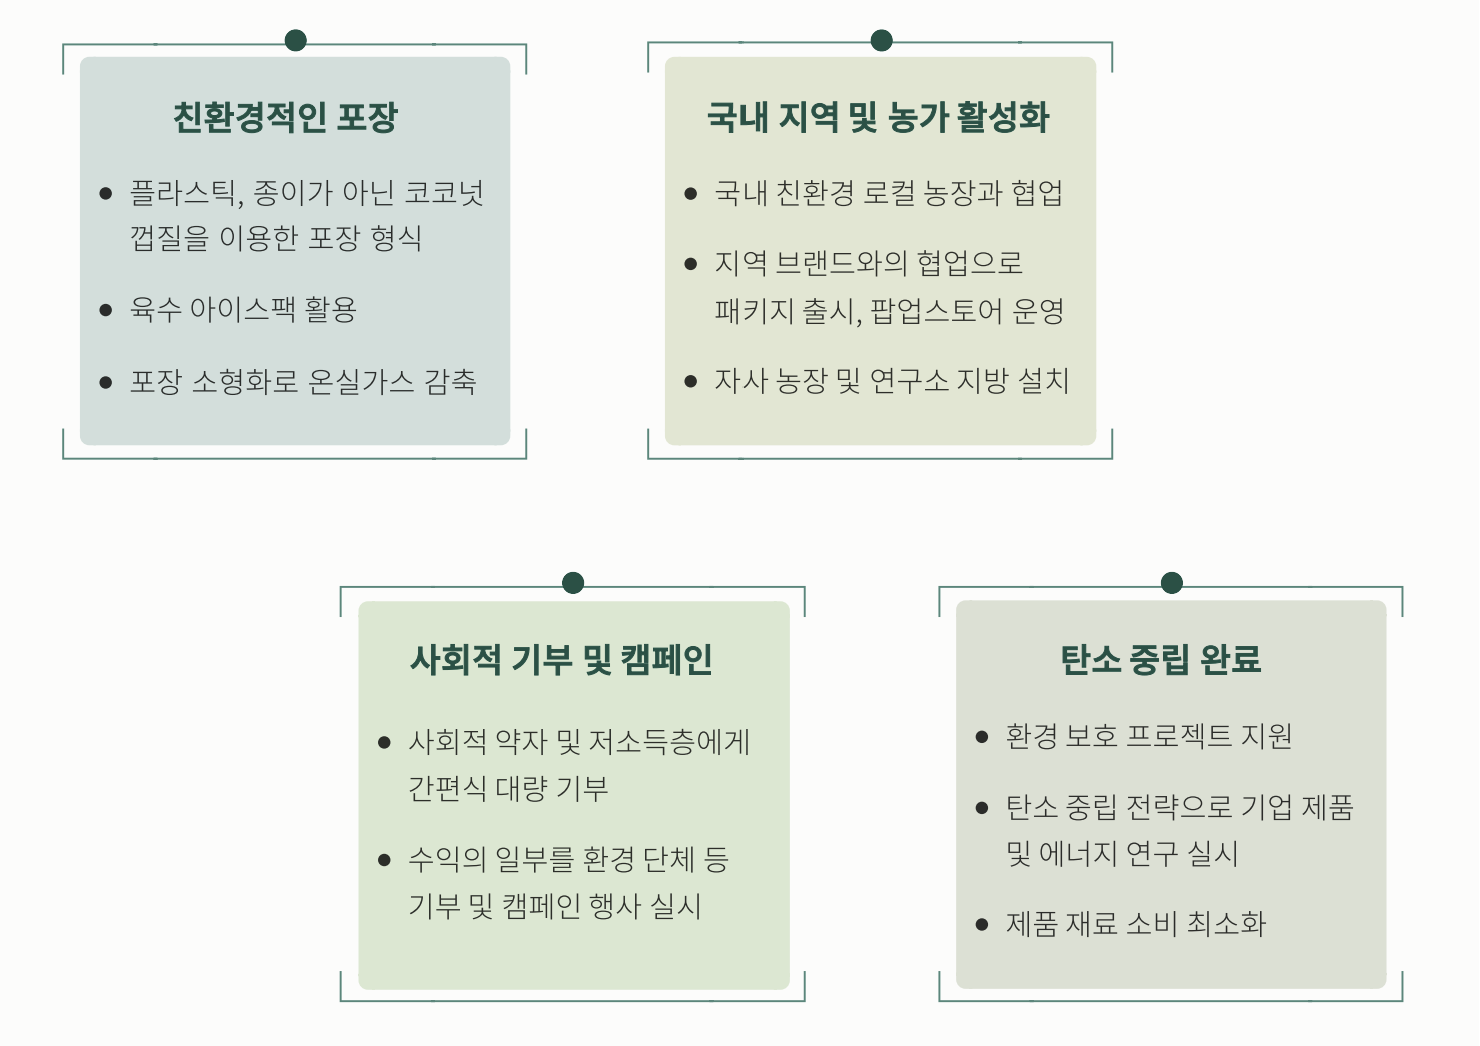 친환경적인 포장
플라스틱, 종이가 아닌 코코넛
껍질을 이용한 포장 형식
육수 아이스팩 활용
포장 소형화로 온실가스 감축
국내 지역 및 농가 활성화
국내 친환경 로컬 농장과 협업
지역 브랜드와의 협업으로
패키지 출시, 팝업스토어 운영
자사 농장 및 연구소 지방 설치
사회적 기부 및 캠페인
사회적 약자 및 저소득층에게
간편식 대량 기부
수익의 일부를 환경 단체 등
기부 및 캠페인 행사 실시
탄소 중립 완료
환경 보호 프로젝트 지원
탄소 중립 전략으로 기업 제품
및 에너지 연구 실시
제품 재료 소비 최소화